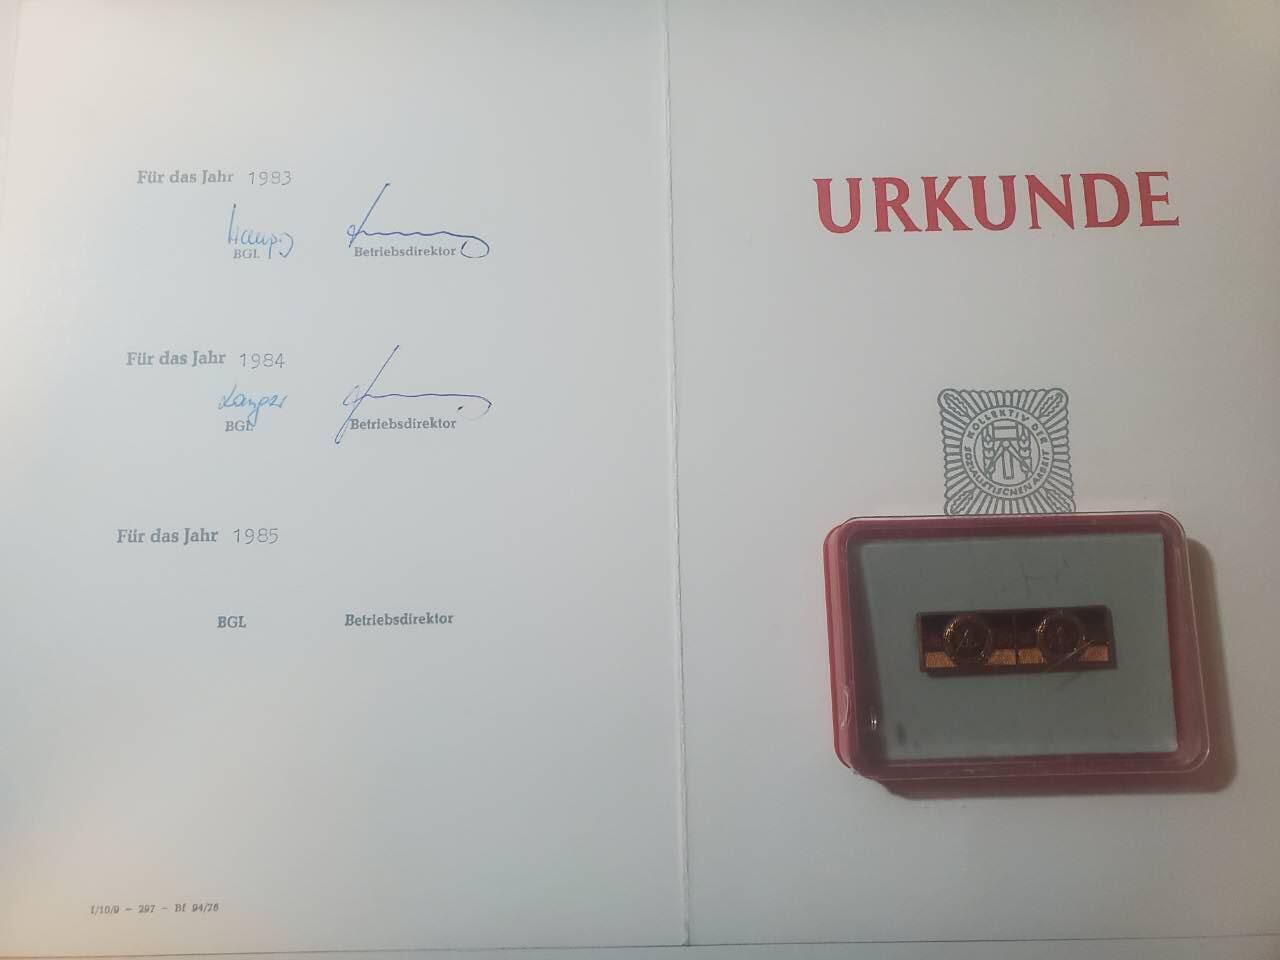 Für das Jahr 1983
BGL Betriebsdirektor
Für das Jahr 1984
BGL Betriebsdirektor
Für das Jahr 1985
BGL Betriebsdirektor
I/10/9 – 297 – Bf 94/76
URKUNDE
KOLLEKTIV DER SOZIALISTISCHEN ARBEIT